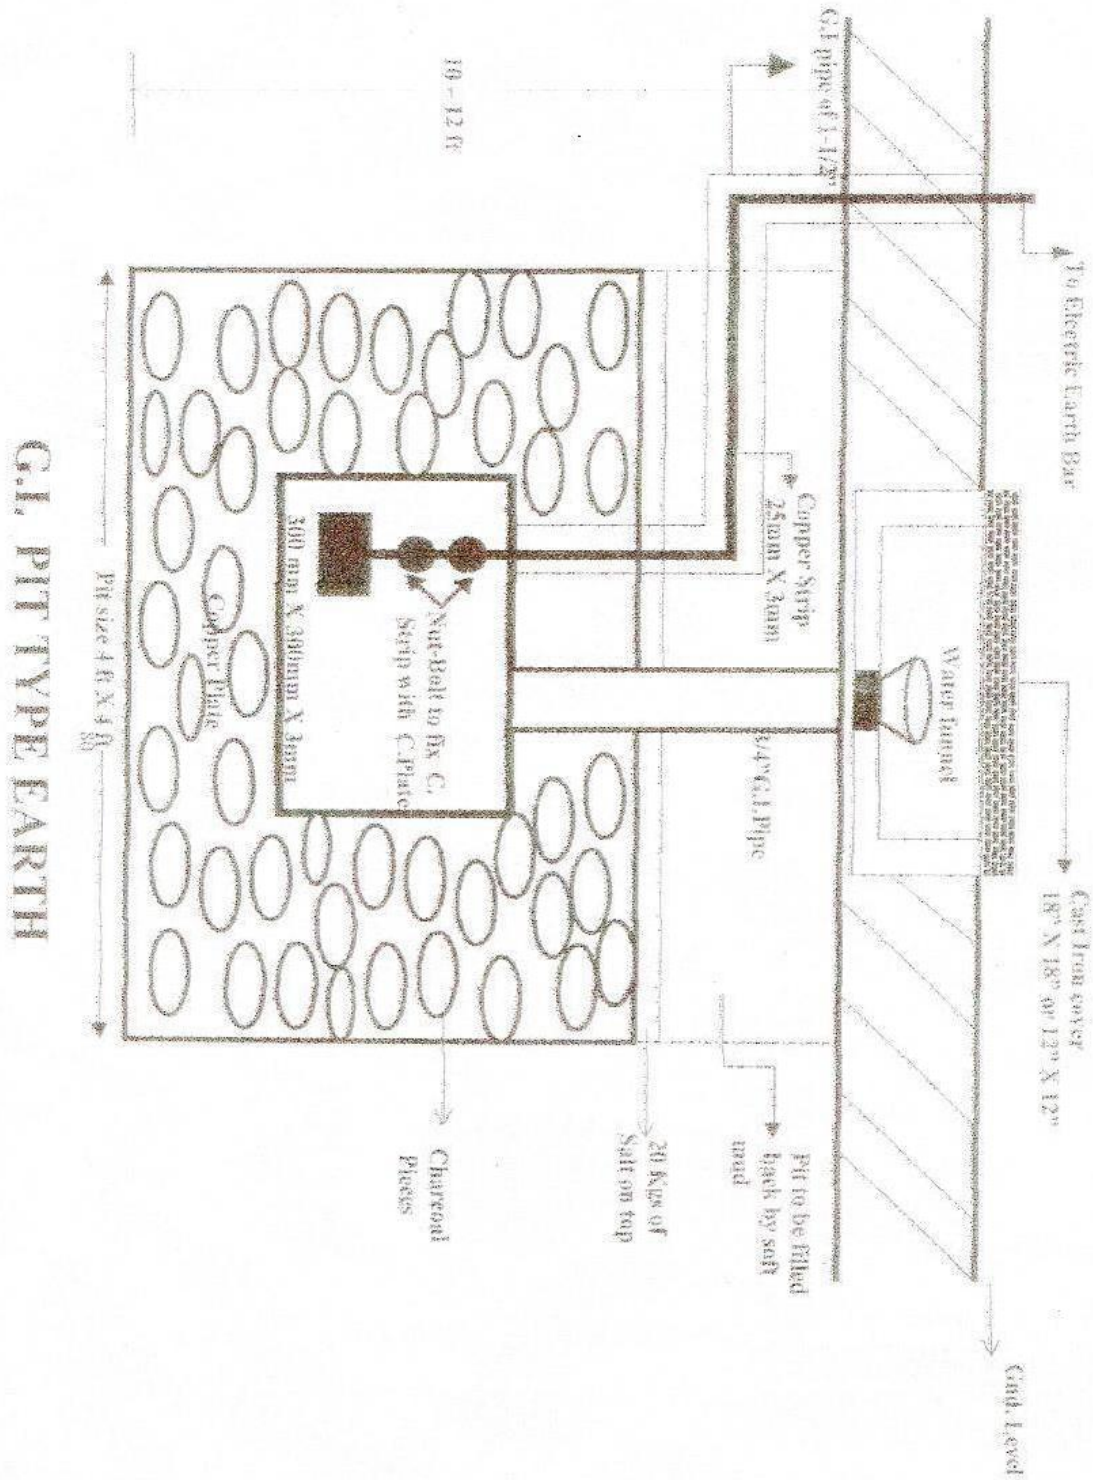 To Electric Earth Bar
Cast Iron cover
18" X 18" or 12" X 12"
Gnd. Level
Water funnel
G.I pipe of 1-1/2"
Copper Strip
25mm X 3mm
3/4" G.I. Pipe
Pit to be Filled
back by soft
mud
10 - 12 ft
20 Kgs of
Salt on top
Nut-Bolt to fix C.
Strip with C.Plate
Charcoal
Pieces
300 mm X 300mm X 3mm
Copper Plate
Pit size 4 ft X 4 ft
G.I. PIT TYPE EARTH